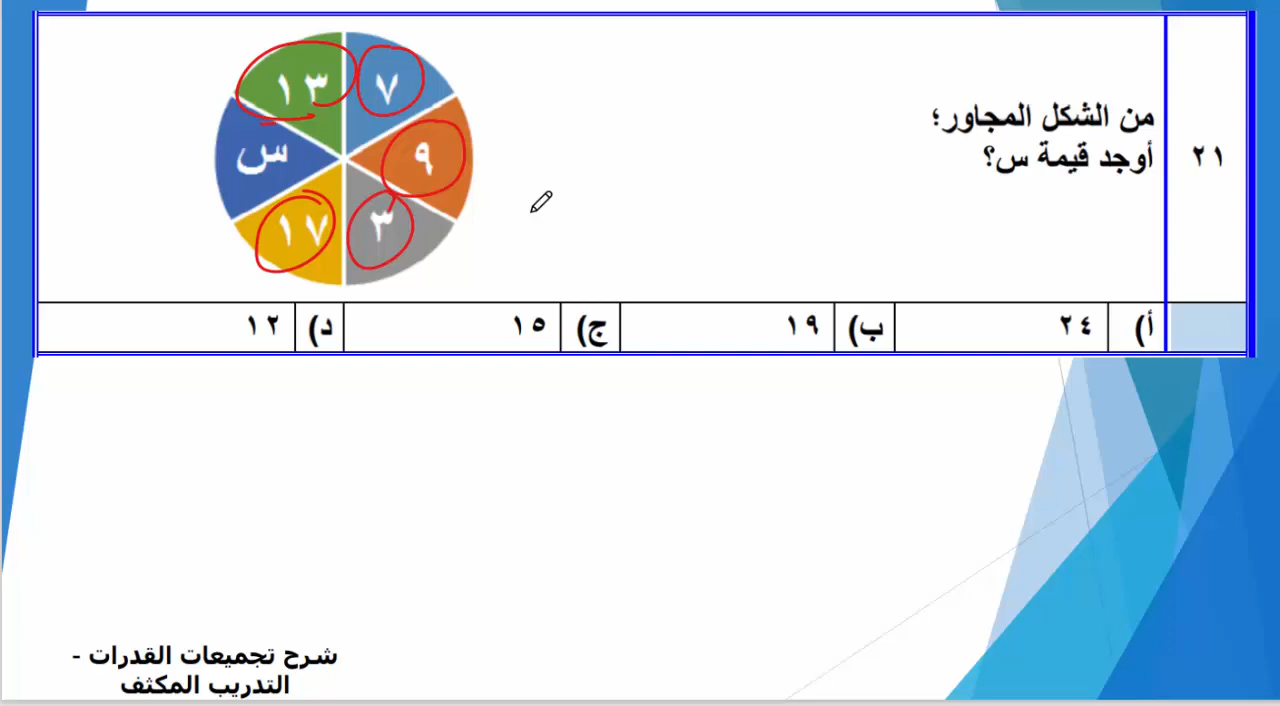 ٢١
من الشكل المجاور؛
أوجد قيمة س؟
١٣
٧
س
٩
١٧
٣
أ) ٢٤ ب) ١٩ ج) ١٥ د) ١٢
شرح تجميعات القدرات -
التدريب المكثف